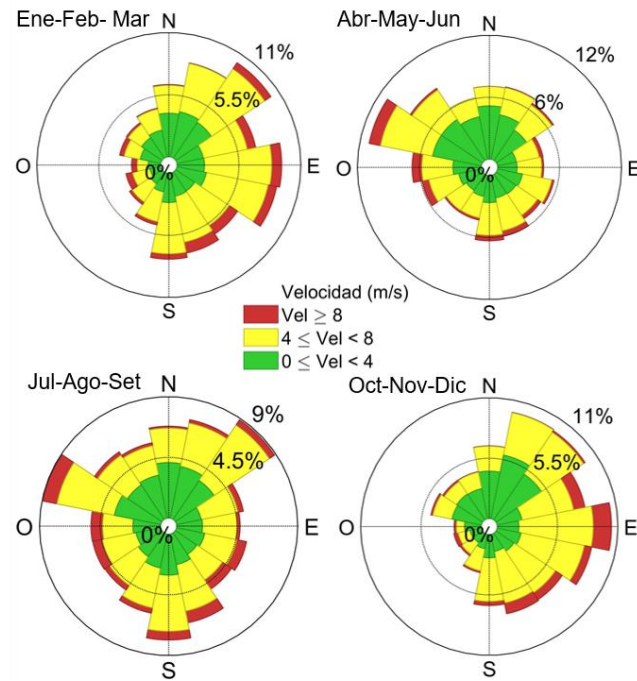 Ene-Feb- Mar
N
11%
5.5%
0%
O
E
S
Abr-May-Jun
N
12%
6%
0%
O
E
S
Velocidad (m/s)
Vel ≥ 8
4 ≤ Vel < 8
0 ≤ Vel < 4
Jul-Ago-Set
N
9%
4.5%
0%
O
E
S
Oct-Nov-Dic
N
11%
5.5%
0%
O
E
S